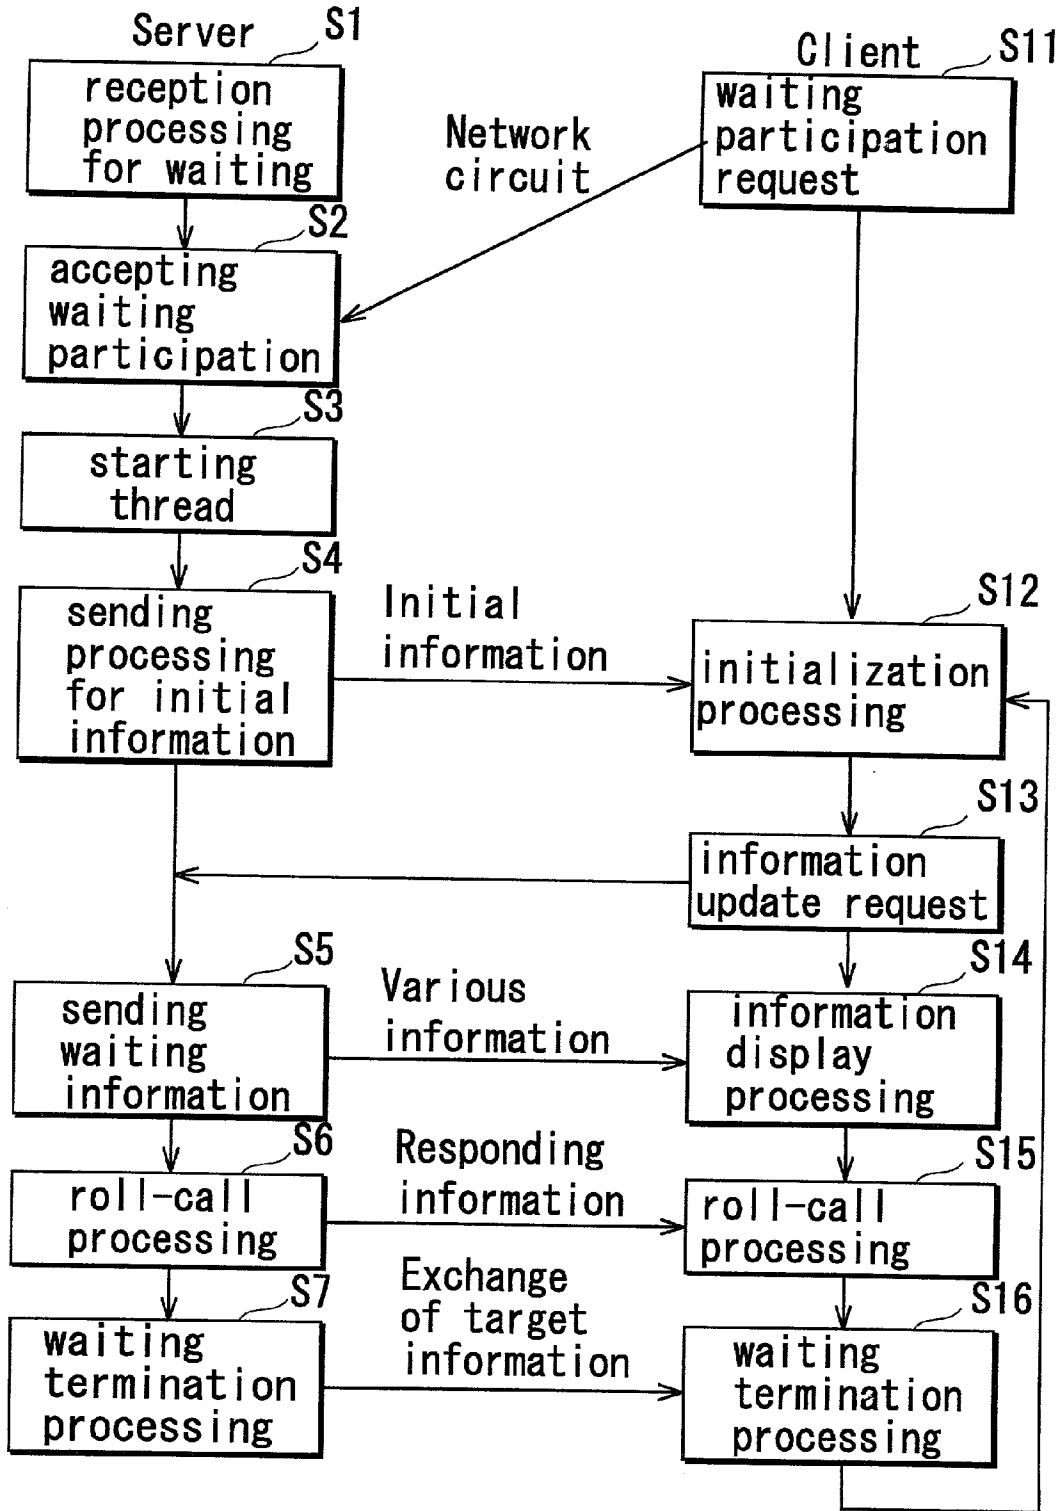 Server
S1
reception
processing
for waiting
S2
accepting
waiting
participation
S3
starting
thread
S4
sending
processing
for initial
information
S5
sending
waiting
information
S6
roll-call
processing
S7
waiting
termination
processing
Network
circuit
Initial
information
Various
information
Responding
information
Exchange
of target
information
Client
S11
waiting
participation
request
S12
initialization
processing
S13
information
update request
S14
information
display
processing
S15
roll-call
processing
S16
waiting
termination
processing